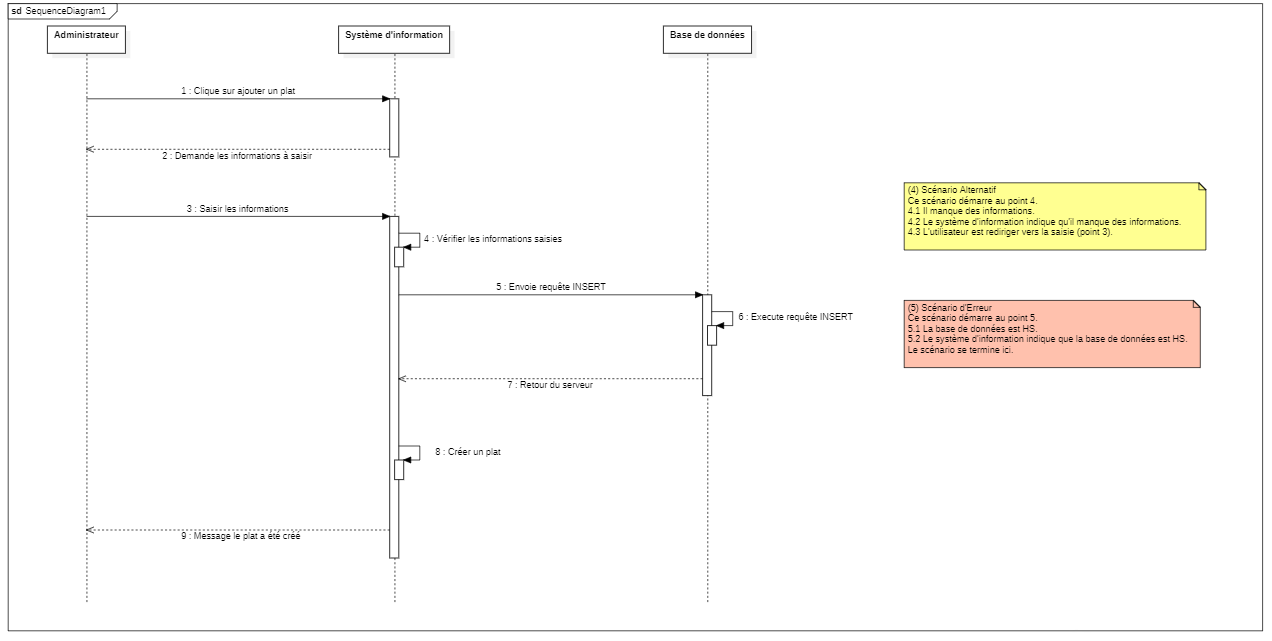 sd SequenceDiagram1
Administrateur
Système d'information
Base de données
1 : Clique sur ajouter un plat
2 : Demande les informations à saisir
(4) Scénario Alternatif
Ce scénario démarre au point 4.
4.1 Il manque des informations.
4.2 Le système d'information indique qu'il manque des informations.
4.3 L'utilisateur est rediriger vers la saisie (point 3).
3 : Saisir les informations
4 : Vérifier les informations saisies
5 : Envoie requête INSERT
6 : Execute requête INSERT
(5) Scénario d'Erreur
Ce scénario démarre au point 5.
5.1 La base de données est HS.
5.2 Le système d'information indique que la base de données est HS.
Le scénario se termine ici.
7 : Retour du serveur
8 : Créer un plat
9 : Message le plat a été créé